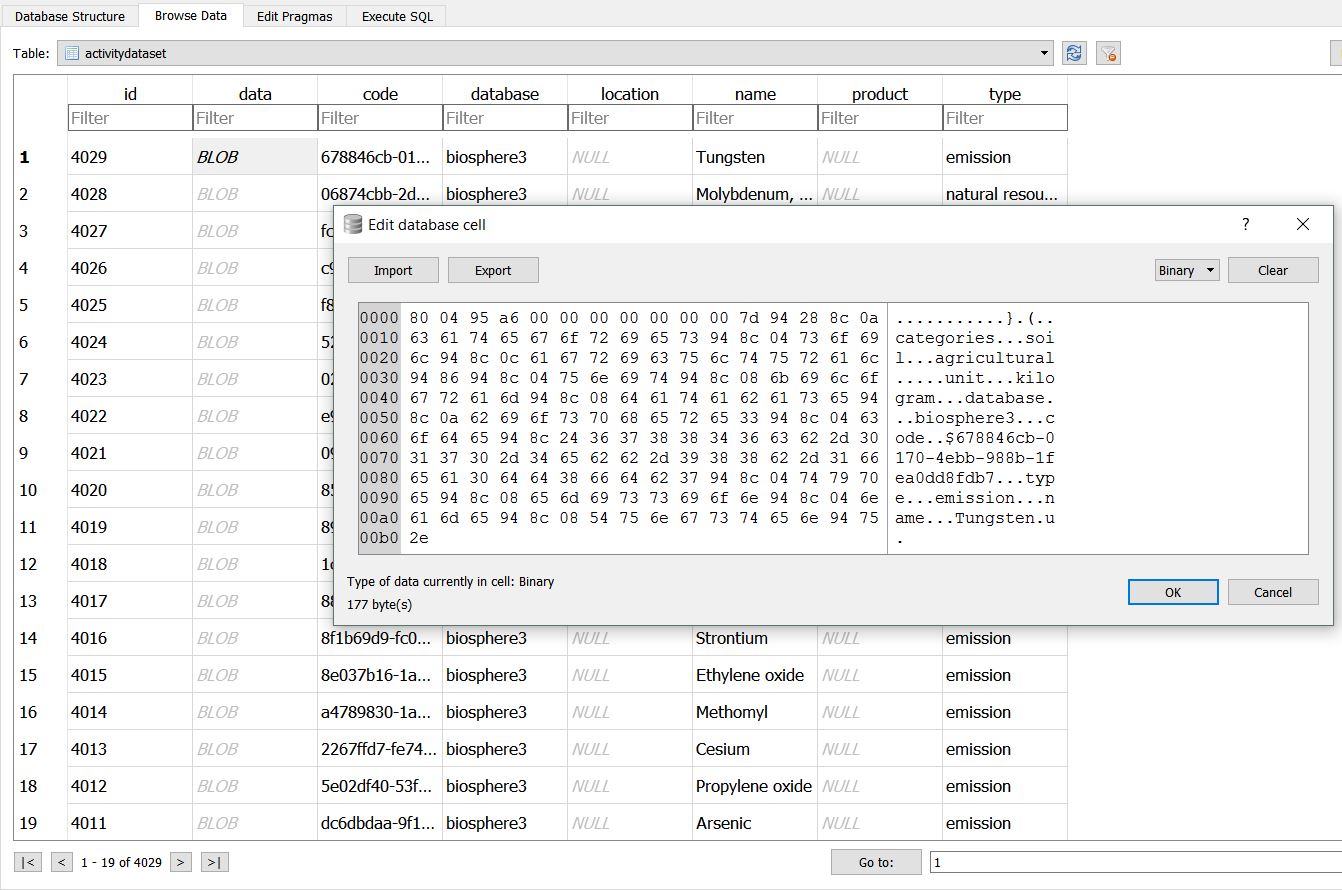 Database Structure Browse Data Edit Pragmas Execute SQL
Table: activitydataset
id data code database location name product type
Filter Filter Filter Filter Filter Filter Filter Filter
1 4029 BLOB 678846cb-01... biosphere3 NULL Tungsten NULL emission
2 4028 BLOB 06874cbb-2d... biosphere3 NULL Molybdenum, ... NULL natural resou...
3 4027 BLOB
4 4026 BLOB
5 4025 BLOB f8
6 4024 BLOB 52
7 4023 BLOB 02
8 4022 BLOB e9
9 4021 BLOB 09
10 4020 BLOB 85
11 4019 BLOB 89
12 4018 BLOB
13 4017 BLOB
Edit database cell ?
Import Export Binary Clear
0000 80 04 95 a6 00 00 00 00 00 00 00 7d 94 28 8c 0a ...........}.(..
0010 63 61 74 65 67 6f 72 69 65 73 94 8c 04 73 6f 69 categories...soi
0020 6c 94 8c 0c 61 67 72 69 63 75 6c 74 75 72 61 6c l...agricultural
0030 94 86 94 8c 04 75 6e 69 74 94 8c 08 6b 69 6c 6f .....unit...kilo
0040 67 72 61 6d 94 8c 08 64 61 74 61 62 61 73 65 94 gram...database.
0050 8c 0a 62 69 6f 73 70 68 65 72 65 33 94 8c 04 63 ..biosphere3...c
0060 6f 64 65 94 8c 24 36 37 38 38 34 36 63 62 2d 30 ode..$678846cb-0
0070 31 37 30 2d 34 65 62 62 2d 39 38 38 62 2d 31 66 170-4ebb-988b-1f
0080 65 61 30 64 64 38 66 64 62 37 94 8c 04 74 79 70 ea0dd8fdb7...typ
0090 65 94 8c 08 65 6d 69 73 73 69 6f 6e 94 8c 04 6e e...emission...n
00a0 61 6d 65 94 8c 08 54 75 6e 67 73 74 65 6e 94 75 ame...Tungsten.u
00b0 2e .
Type of data currently in cell: Binary
177 byte(s)
OK Cancel
14 4016 BLOB 8f1b69d9-fc0... biosphere3 NULL Strontium NULL emission
15 4015 BLOB 8e037b16-1a... biosphere3 NULL Ethylene oxide NULL emission
16 4014 BLOB a4789830-1a... biosphere3 NULL Methomyl NULL emission
17 4013 BLOB 2267ffd7-fe74... biosphere3 NULL Cesium NULL emission
18 4012 BLOB 5e02df40-53f... biosphere3 NULL Propylene oxide NULL emission
19 4011 BLOB dc6dbdaa-9f1... biosphere3 NULL Arsenic NULL emission
|< < 1 - 19 of 4029 > >| Go to: 1